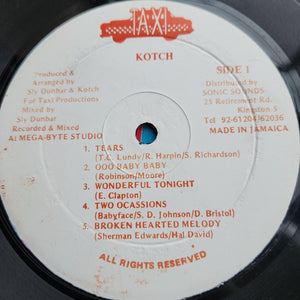 TAXI
KOTCH
Produced &
Arranged by
Sly Dunbar & Kotch
For Taxi Productions
Mixed by
Sly Dunbar
Recorded & Mixed
At MEGA-BYTE STUDIO
SIDE 1
Distributed by
SONIC SOUNDS
25 Retirement Rd.
Kingston 5
Tel 92-61204/62036
MADE IN JAMAICA
1. TEARS
(T.C. Lundy/R. Harpin/S. Richardson)
2. OOO BABY BABY
(Robinson/Moore)
3. WONDERFUL TONIGHT
(E. Clapton)
4. TWO OCASSIONS
(Babyface/S. D. Johnson/D. Bristol)
5. BROKEN HEARTED MELODY
(Sherman Edwards/Hal David)
ALL RIGHTS RESERVED